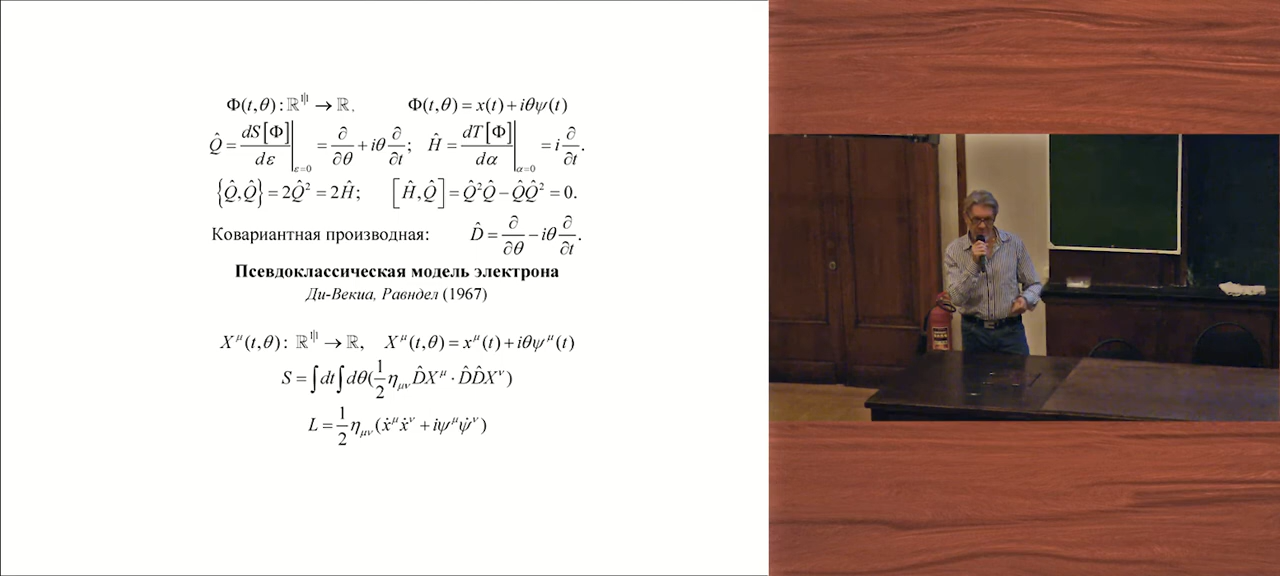 Φ(t,θ) : ℝ^{1|1} → ℝ, Φ(t,θ) = x(t) + iθψ(t)
Q̂ = dS[Φ]/dε |_{ε=0} = ∂/∂θ + iθ ∂/∂t; Ĥ = dT[Φ]/dα |_{α=0} = i ∂/∂t.
{Q̂,Q̂} = 2Q̂² = 2Ĥ; [Ĥ,Q̂] = Q̂²Q̂ − Q̂Q̂² = 0.
Ковариантная производная: D̂ = ∂/∂θ − iθ ∂/∂t.
Псевдоклассическая модель электрона
Ди-Векиа, Равндел (1967)
X^μ(t,θ) : ℝ^{1|1} → ℝ, X^μ(t,θ) = x^μ(t) + iθψ^μ(t)
S = ∫dt∫dθ(1/2 η_{μν} D̂X^μ · D̂D̂X^ν)
L = 1/2 η_{μν}(ẋ^μ ẋ^ν + iψ^μ ψ̇^ν)